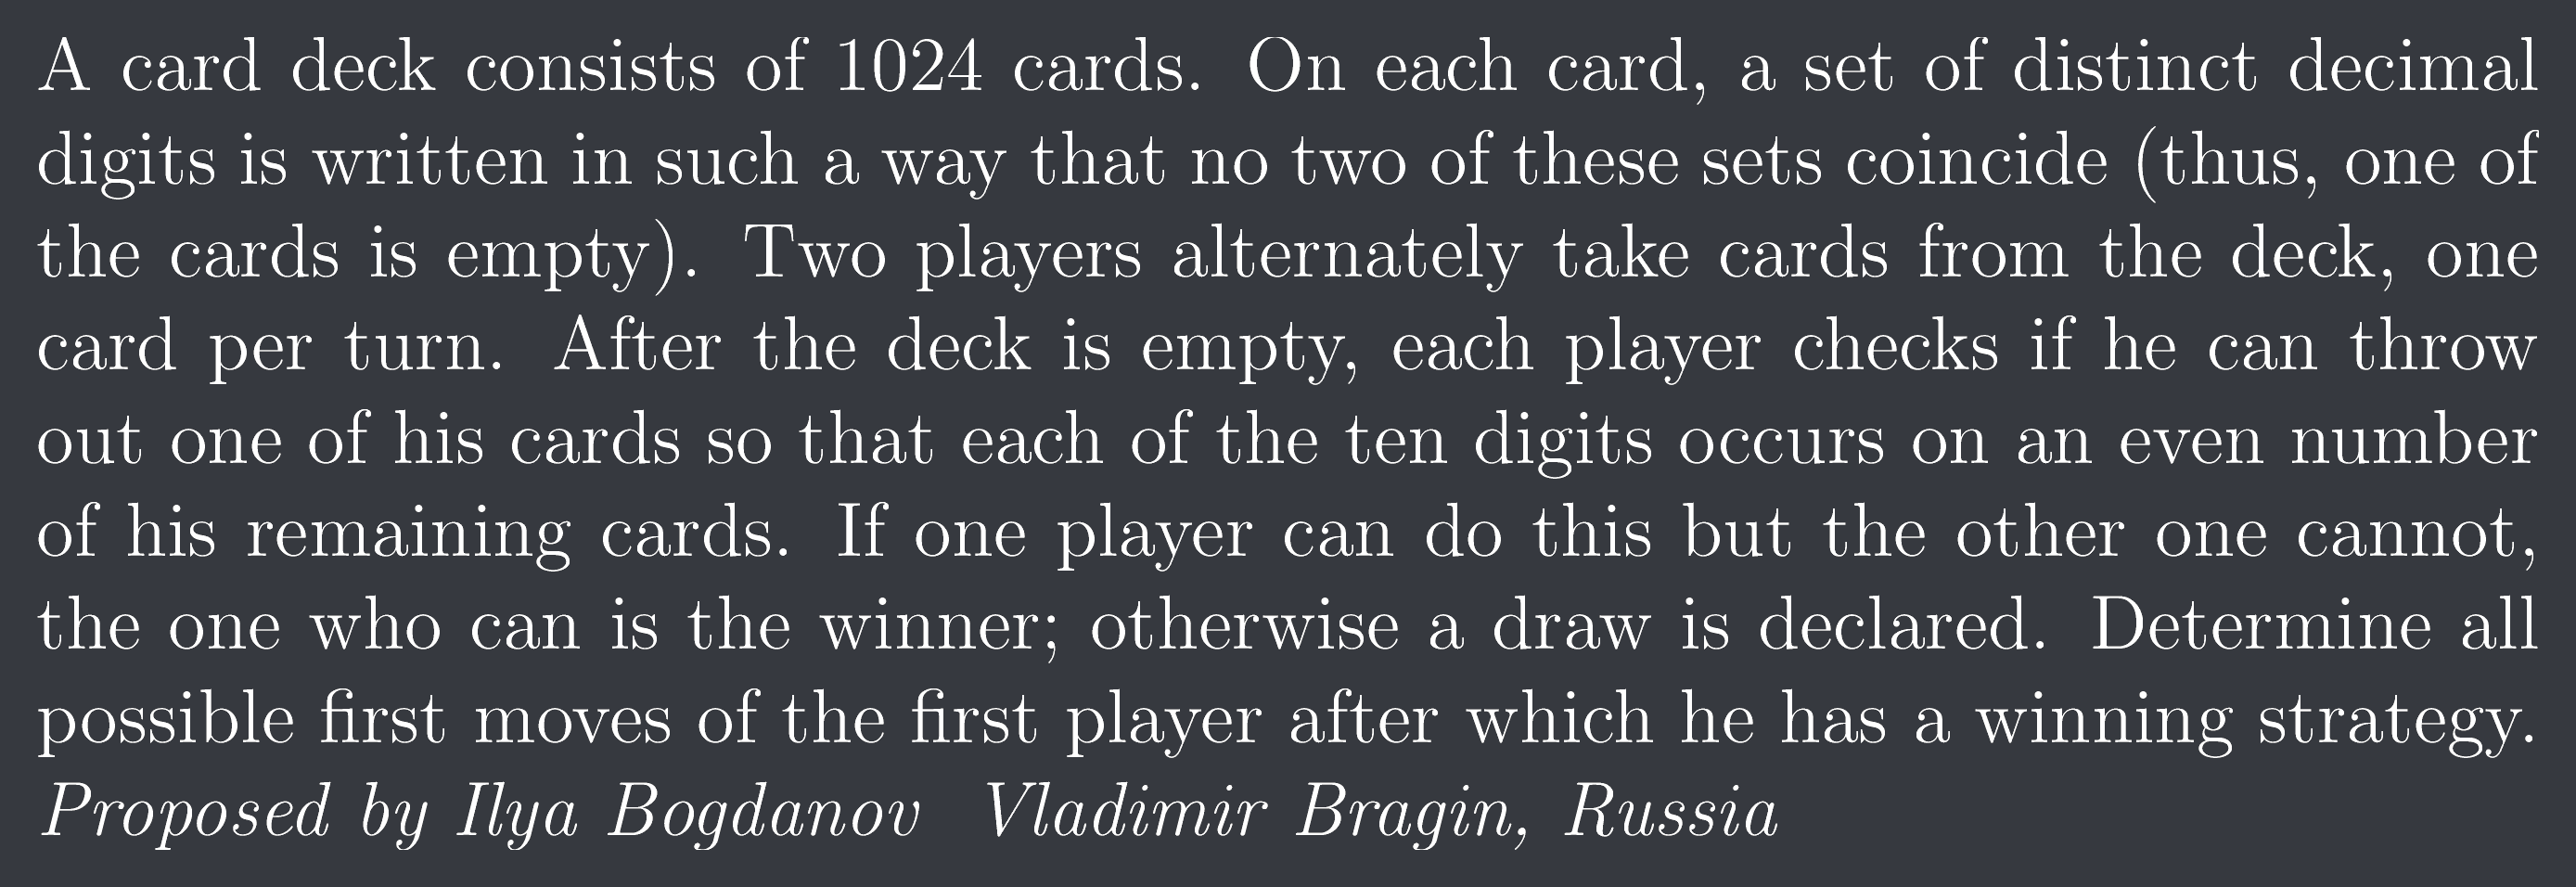 A card deck consists of 1024 cards. On each card, a set of distinct decimal
digits is written in such a way that no two of these sets coincide (thus, one of
the cards is empty). Two players alternately take cards from the deck, one
card per turn. After the deck is empty, each player checks if he can throw
out one of his cards so that each of the ten digits occurs on an even number
of his remaining cards. If one player can do this but the other one cannot,
the one who can is the winner; otherwise a draw is declared. Determine all
possible first moves of the first player after which he has a winning strategy.
Proposed by Ilya Bogdanov Vladimir Bragin, Russia